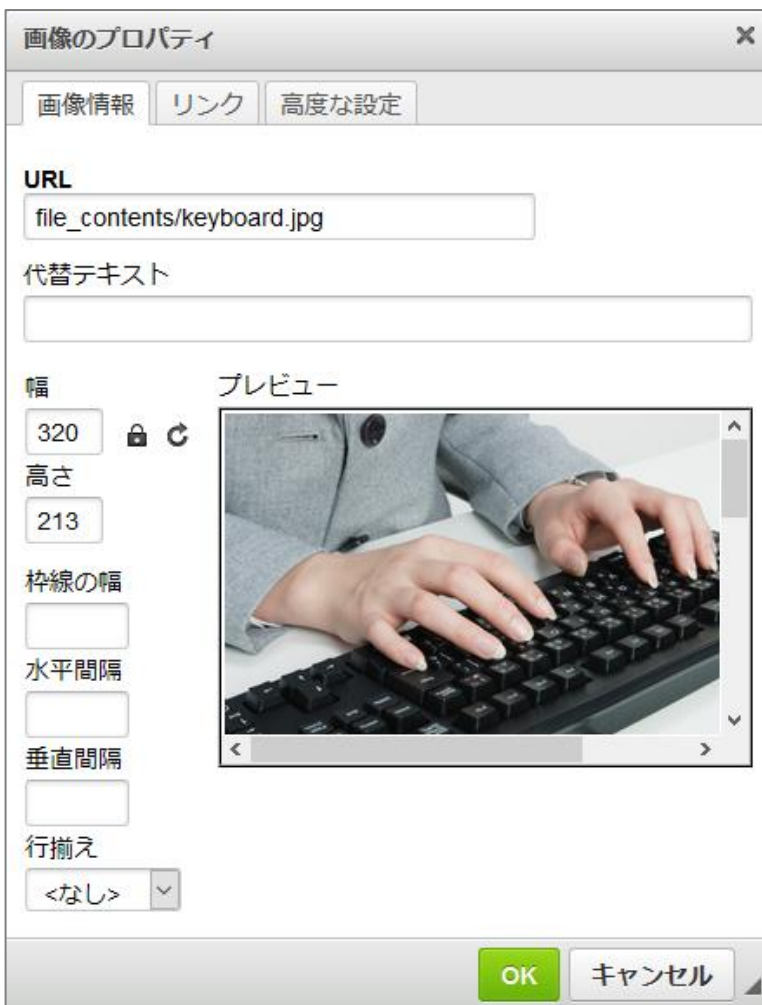 画像のプロパティ
画像情報 リンク 高度な設定
URL
file_contents/keyboard.jpg
代替テキスト
幅 プレビュー
320
高さ
213
枠線の幅
水平間隔
垂直間隔
行揃え
<なし>
OK キャンセル